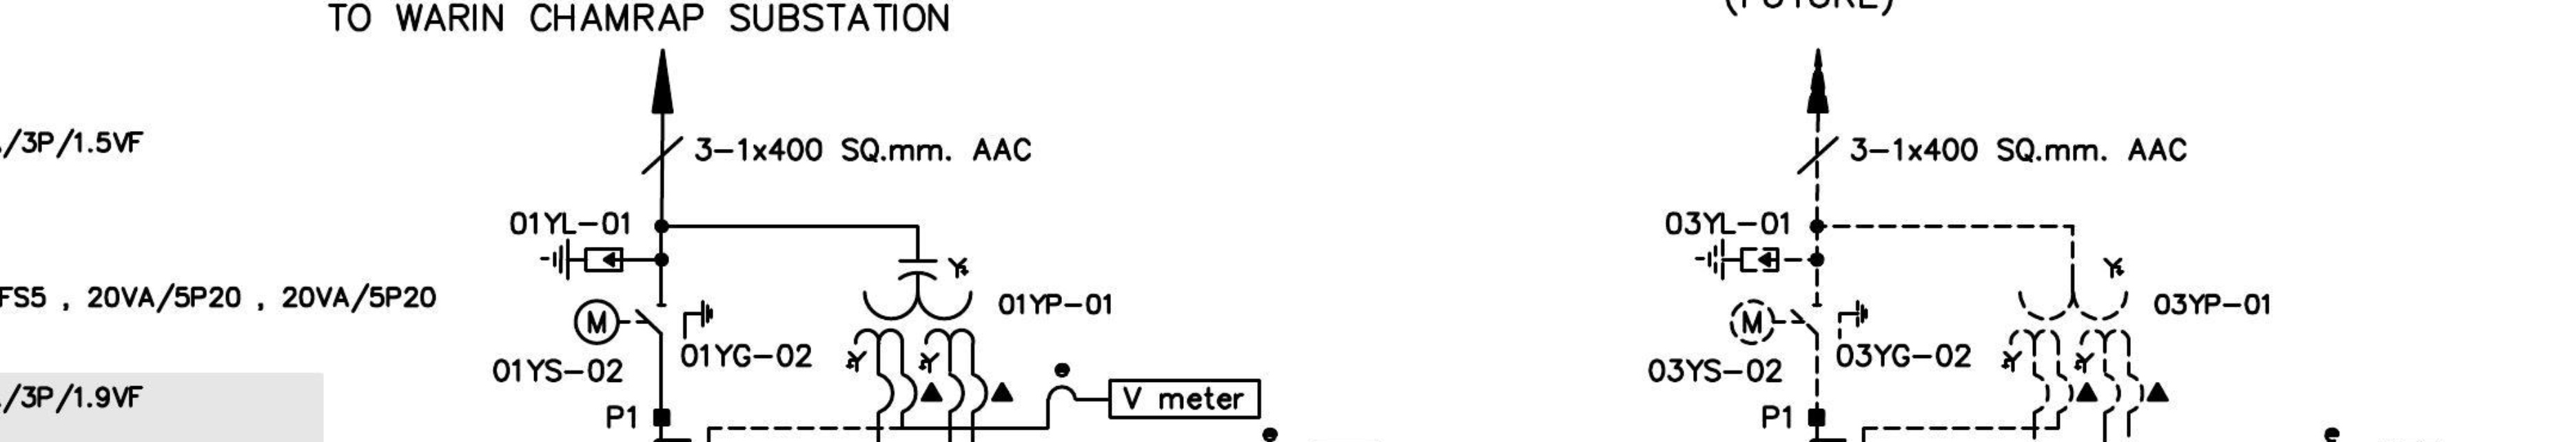 TO WARIN CHAMRAP SUBSTATION
(FUTURE)
/3P/1.5VF
3-1x400 SQ.mm. AAC
3-1x400 SQ.mm. AAC
01YL-01
03YL-01
FS5 , 20VA/5P20 , 20VA/5P20
01YP-01
03YP-01
M
M
01YG-02
03YG-02
01YS-02
03YS-02
/3P/1.9VF
V meter
P1
P1